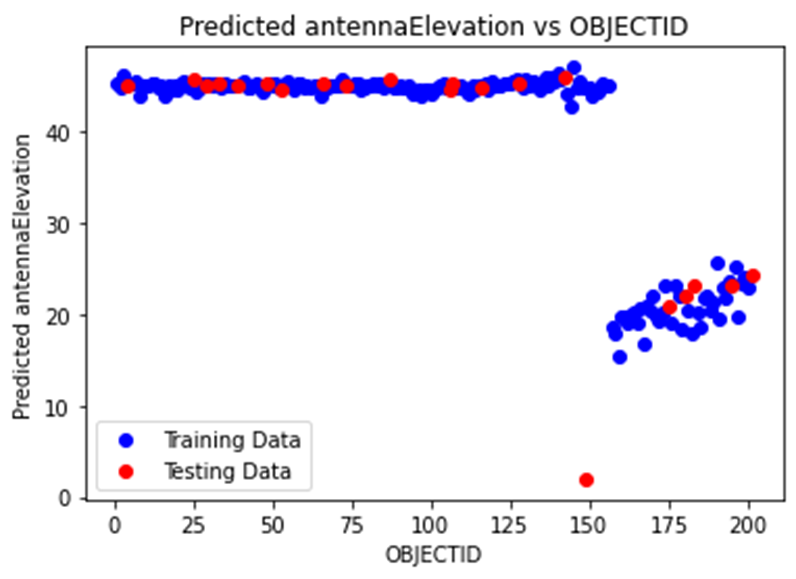 Predicted antennaElevation vs OBJECTID
Predicted antennaElevation
40
30
20
10
0
Training Data
Testing Data
0 25 50 75 100 125 150 175 200
OBJECTID